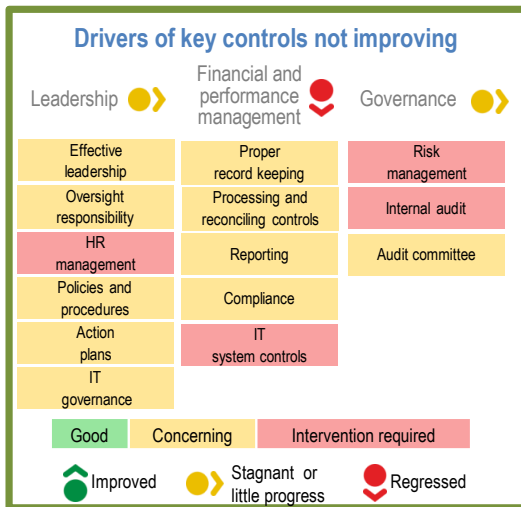 Drivers of key controls not improving
Leadership
Financial and
performance
management
Governance
Effective
leadership
Oversight
responsibility
HR
management
Policies and
procedures
Action
plans
IT
governance
Proper
record keeping
Processing and
reconciling controls
Reporting
Compliance
IT
system controls
Risk
management
Internal audit
Audit committee
Good
Concerning
Intervention required
Improved
Stagnant or
little progress
Regressed